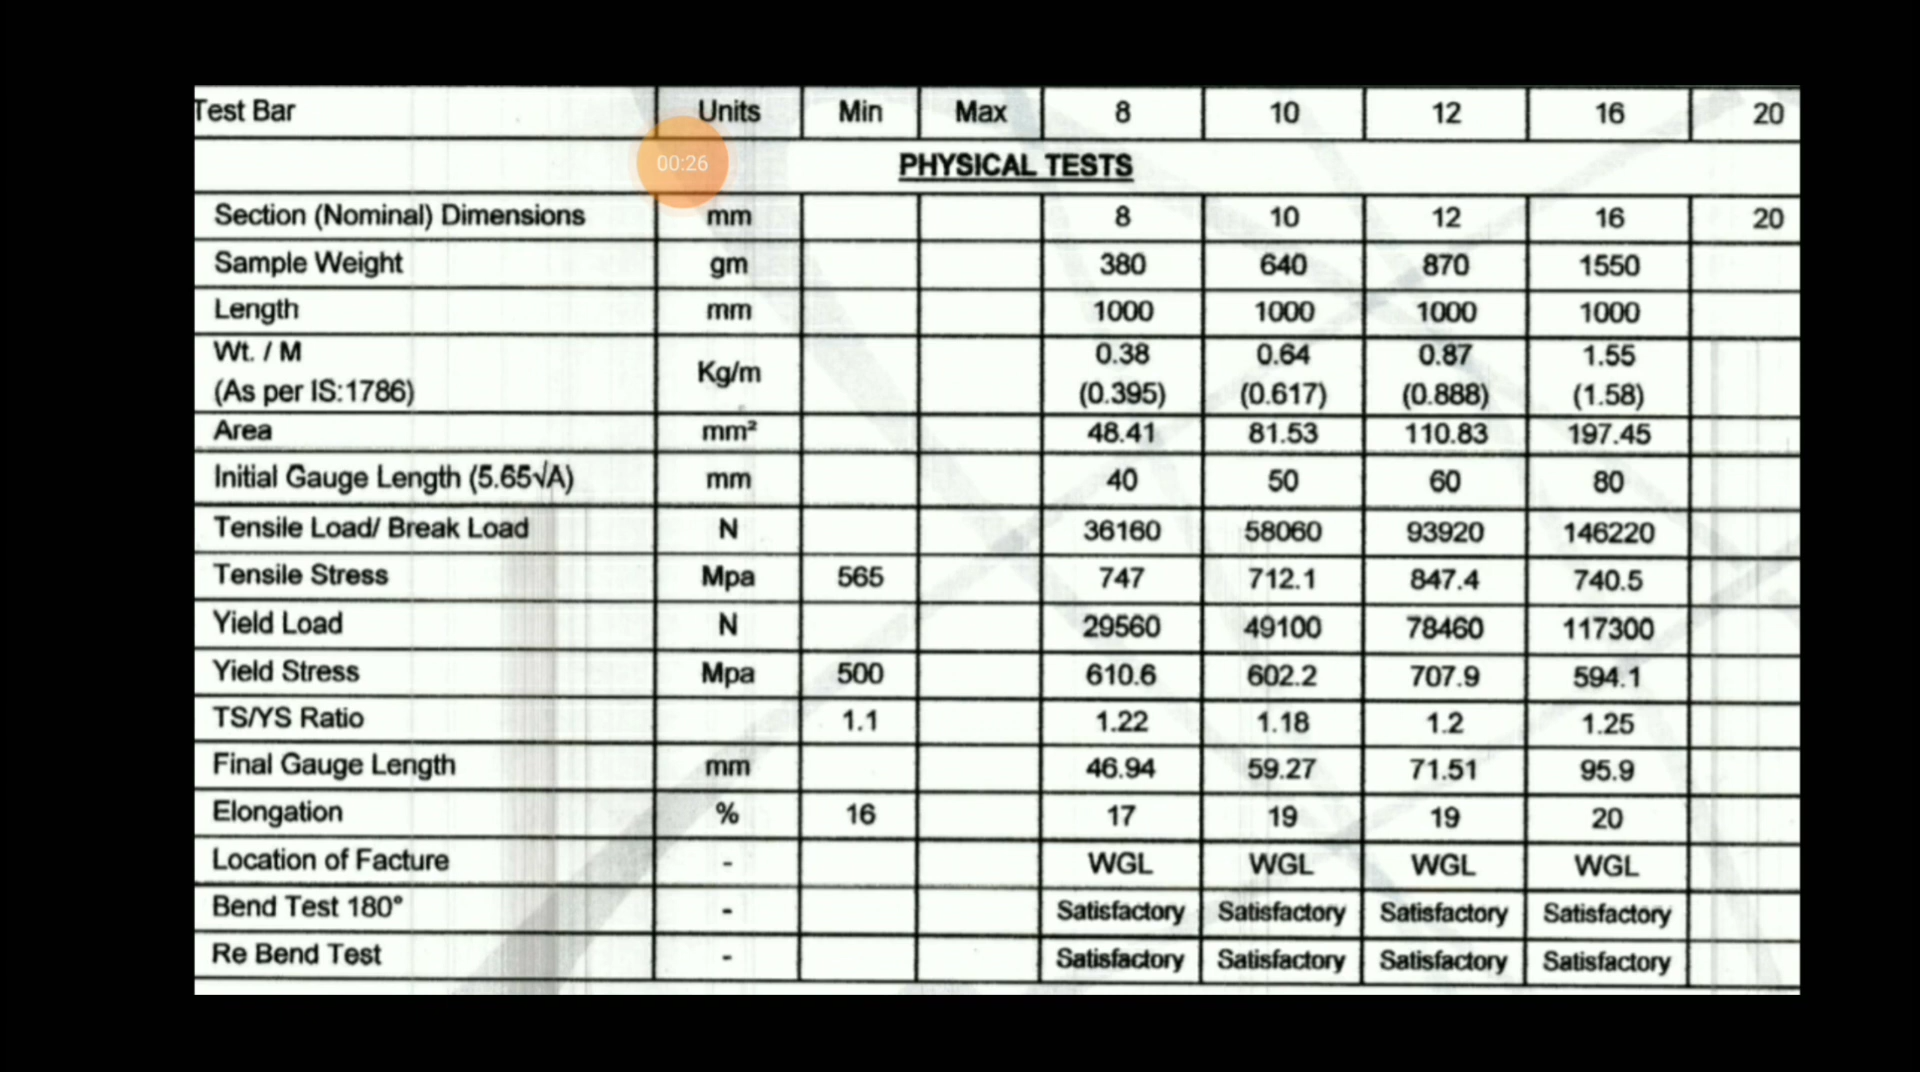 Test Bar Units Min Max 8 10 12 16 20
00:26
PHYSICAL TESTS
Section (Nominal) Dimensions mm 8 10 12 16 20
Sample Weight gm 380 640 870 1550
Length mm 1000 1000 1000 1000
Wt. / M 0.38 0.64 0.87 1.55
Kg/m
(As per IS:1786) (0.395) (0.617) (0.888) (1.58)
Area mm² 48.41 81.53 110.83 197.45
Initial Gauge Length (5.65√A) mm 40 50 60 80
Tensile Load/ Break Load N 36160 58060 93920 146220
Tensile Stress Mpa 565 747 712.1 847.4 740.5
Yield Load N 29560 49100 78460 117300
Yield Stress Mpa 500 610.6 602.2 707.9 594.1
TS/YS Ratio 1.1 1.22 1.18 1.2 1.25
Final Gauge Length mm 46.94 59.27 71.51 95.9
Elongation % 16 17 19 19 20
Location of Facture - WGL WGL WGL WGL
Bend Test 180° - Satisfactory Satisfactory Satisfactory Satisfactory
Re Bend Test - Satisfactory Satisfactory Satisfactory Satisfactory